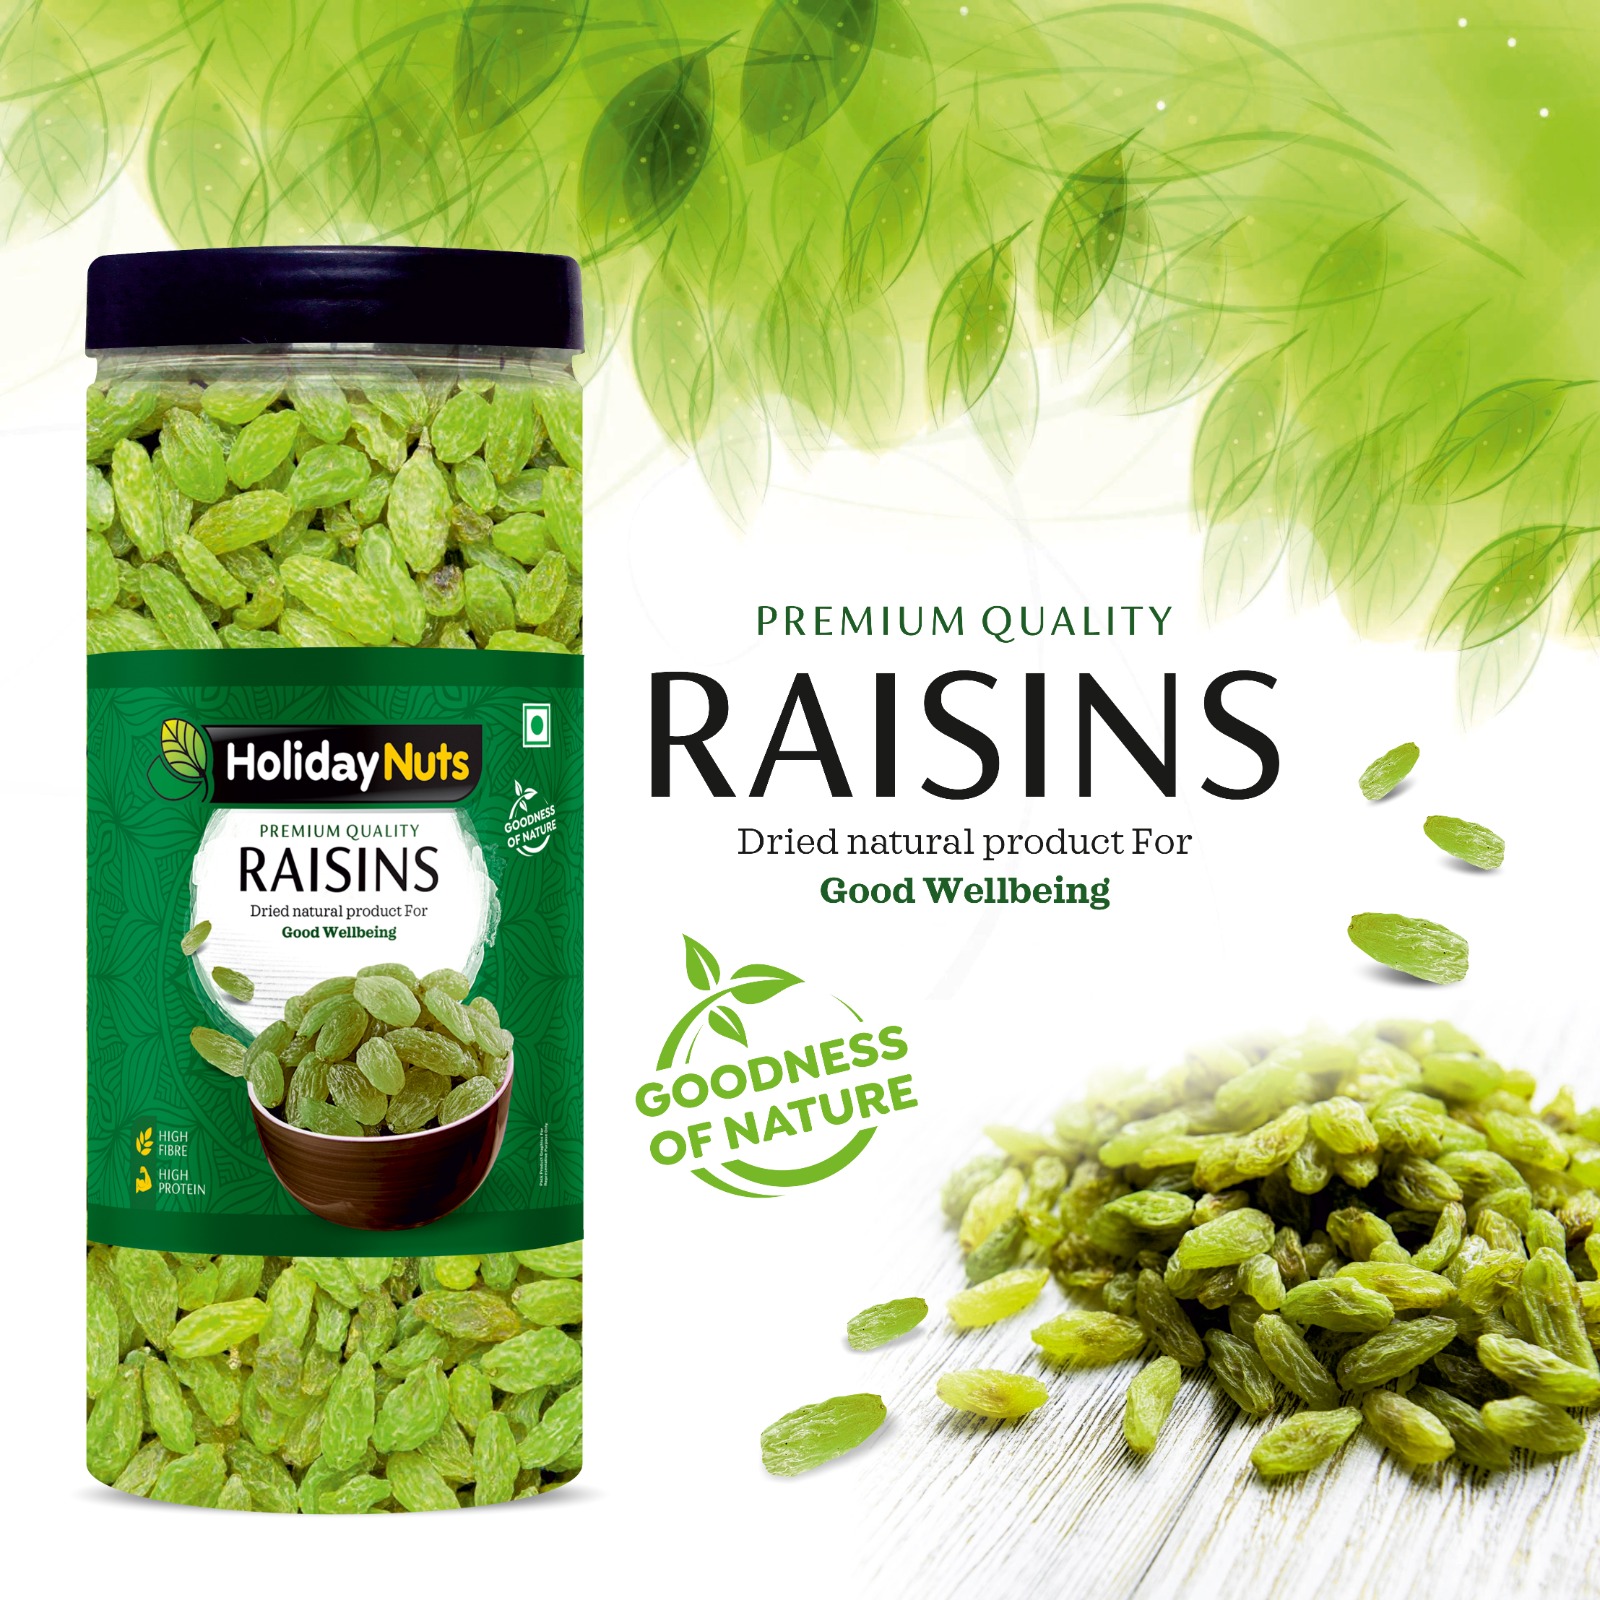 HolidayNuts
GOODNESS
OF NATURE
PREMIUM QUALITY
RAISINS
Dried natural product For
Good Wellbeing
HIGH
FIBRE
HIGH
PROTEIN
PREMIUM QUALITY
RAISINS
Dried natural product For
Good Wellbeing
GOODNESS
OF NATURE